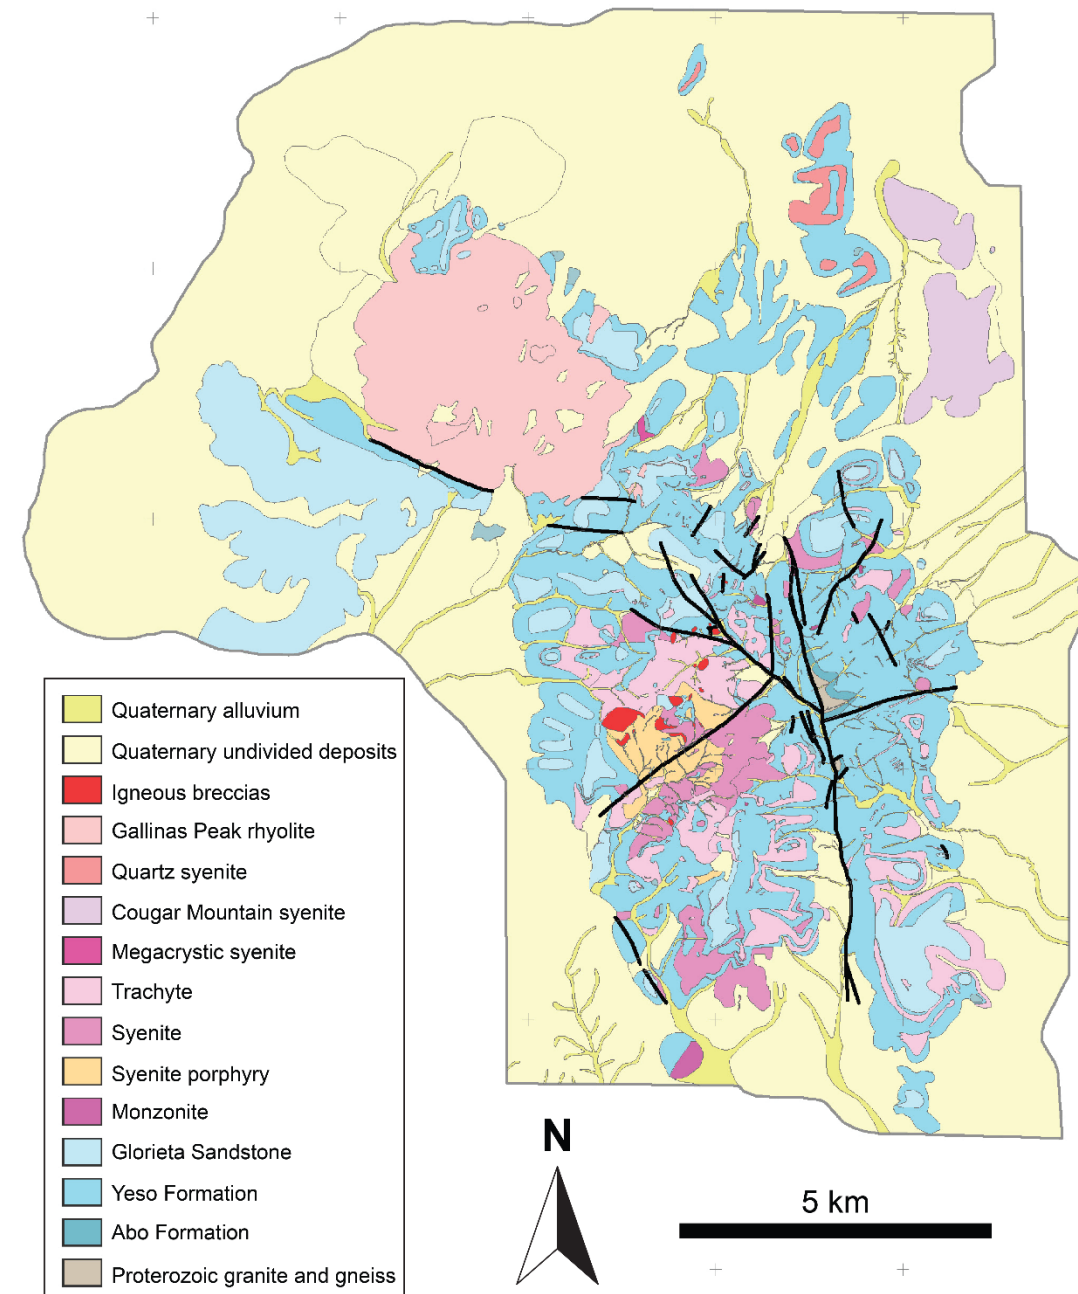 Quaternary alluvium
Quaternary undivided deposits
Igneous breccias
Gallinas Peak rhyolite
Quartz syenite
Cougar Mountain syenite
Megacrystic syenite
Trachyte
Syenite
Syenite porphyry
Monzonite
Glorieta Sandstone
Yeso Formation
Abo Formation
Proterozoic granite and gneiss
N
5 km